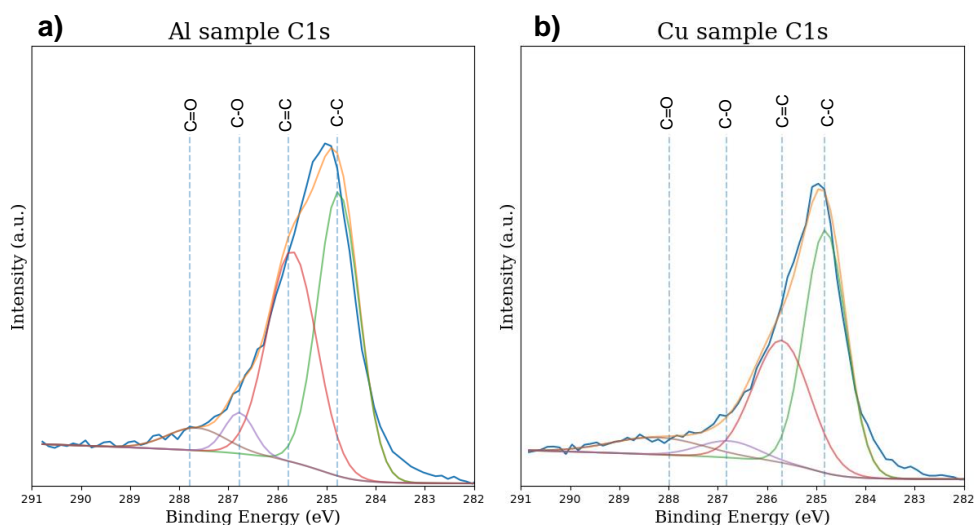 a)
Al sample C1s
C=O
C-O
C=C
C-C
Intensity (a.u.)
291 290 289 288 287 286 285 284 283 282
Binding Energy (eV)
b)
Cu sample C1s
C=O
C-O
C=C
C-C
Intensity (a.u.)
291 290 289 288 287 286 285 284 283 282
Binding Energy (eV)